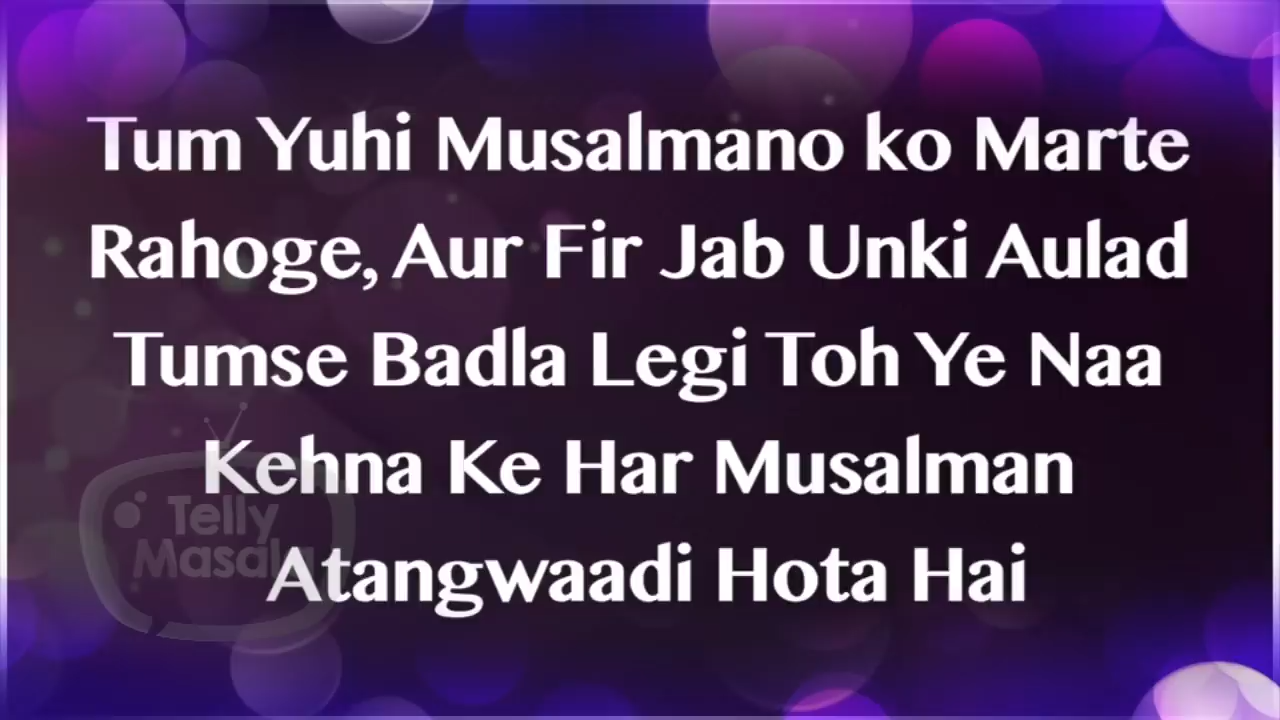 Tum Yuhi Musalmano ko Marte
Rahoge, Aur Fir Jab Unki Aulad
Tumse Badla Legi Toh Ye Naa
Kehna Ke Har Musalman
Atangwaadi Hota Hai
Telly
Masala